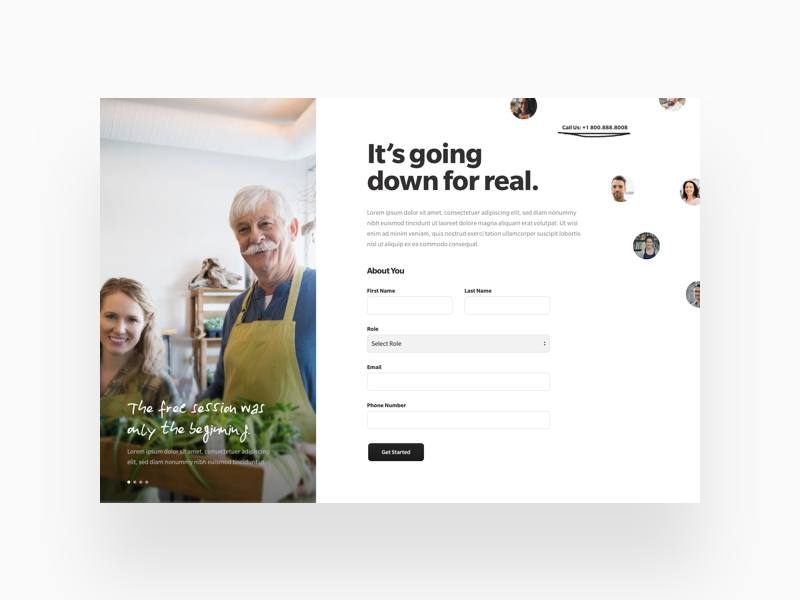 The free session was
only the beginning.
Lorem ipsum dolor sit amet, consectetuer adipiscing
elit, sed diam nonummy nibh euismod tincidunt ut
Call Us: +1 800.888.8008
It's going
down for real.
Lorem ipsum dolor sit amet, consectetuer adipiscing elit, sed diam nonummy
nibh euismod tincidunt ut laoreet dolore magna aliquam erat volutpat. Ut wisi
enim ad minim veniam, quis nostrud exerci tation ullamcorper suscipit lobortis
nisl ut aliquip ex ea commodo consequat.
About You
First Name Last Name
Role
Select Role
Email
Phone Number
Get Started